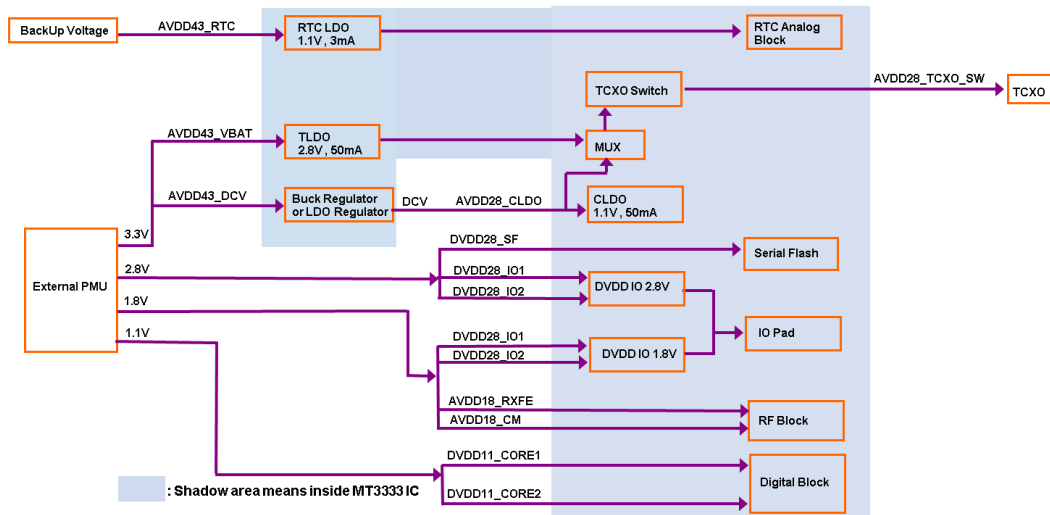 BackUp Voltage
AVDD43_RTC
RTC LDO
1.1V , 3mA
RTC Analog
Block
TCXO Switch
AVDD28_TCXO_SW
TCXO
AVDD43_VBAT
TLDO
2.8V , 50mA
MUX
AVDD43_DCV
Buck Regulator
or LDO Regulator
DCV
AVDD28_CLDO
CLDO
1.1V , 50mA
External PMU
3.3V
2.8V
1.8V
1.1V
DVDD28_SF
Serial Flash
DVDD28_IO1
DVDD28_IO2
DVDD IO 2.8V
IO Pad
DVDD28_IO1
DVDD28_IO2
DVDD IO 1.8V
AVDD18_RXFE
AVDD18_CM
RF Block
DVDD11_CORE1
DVDD11_CORE2
Digital Block
: Shadow area means inside MT3333 IC